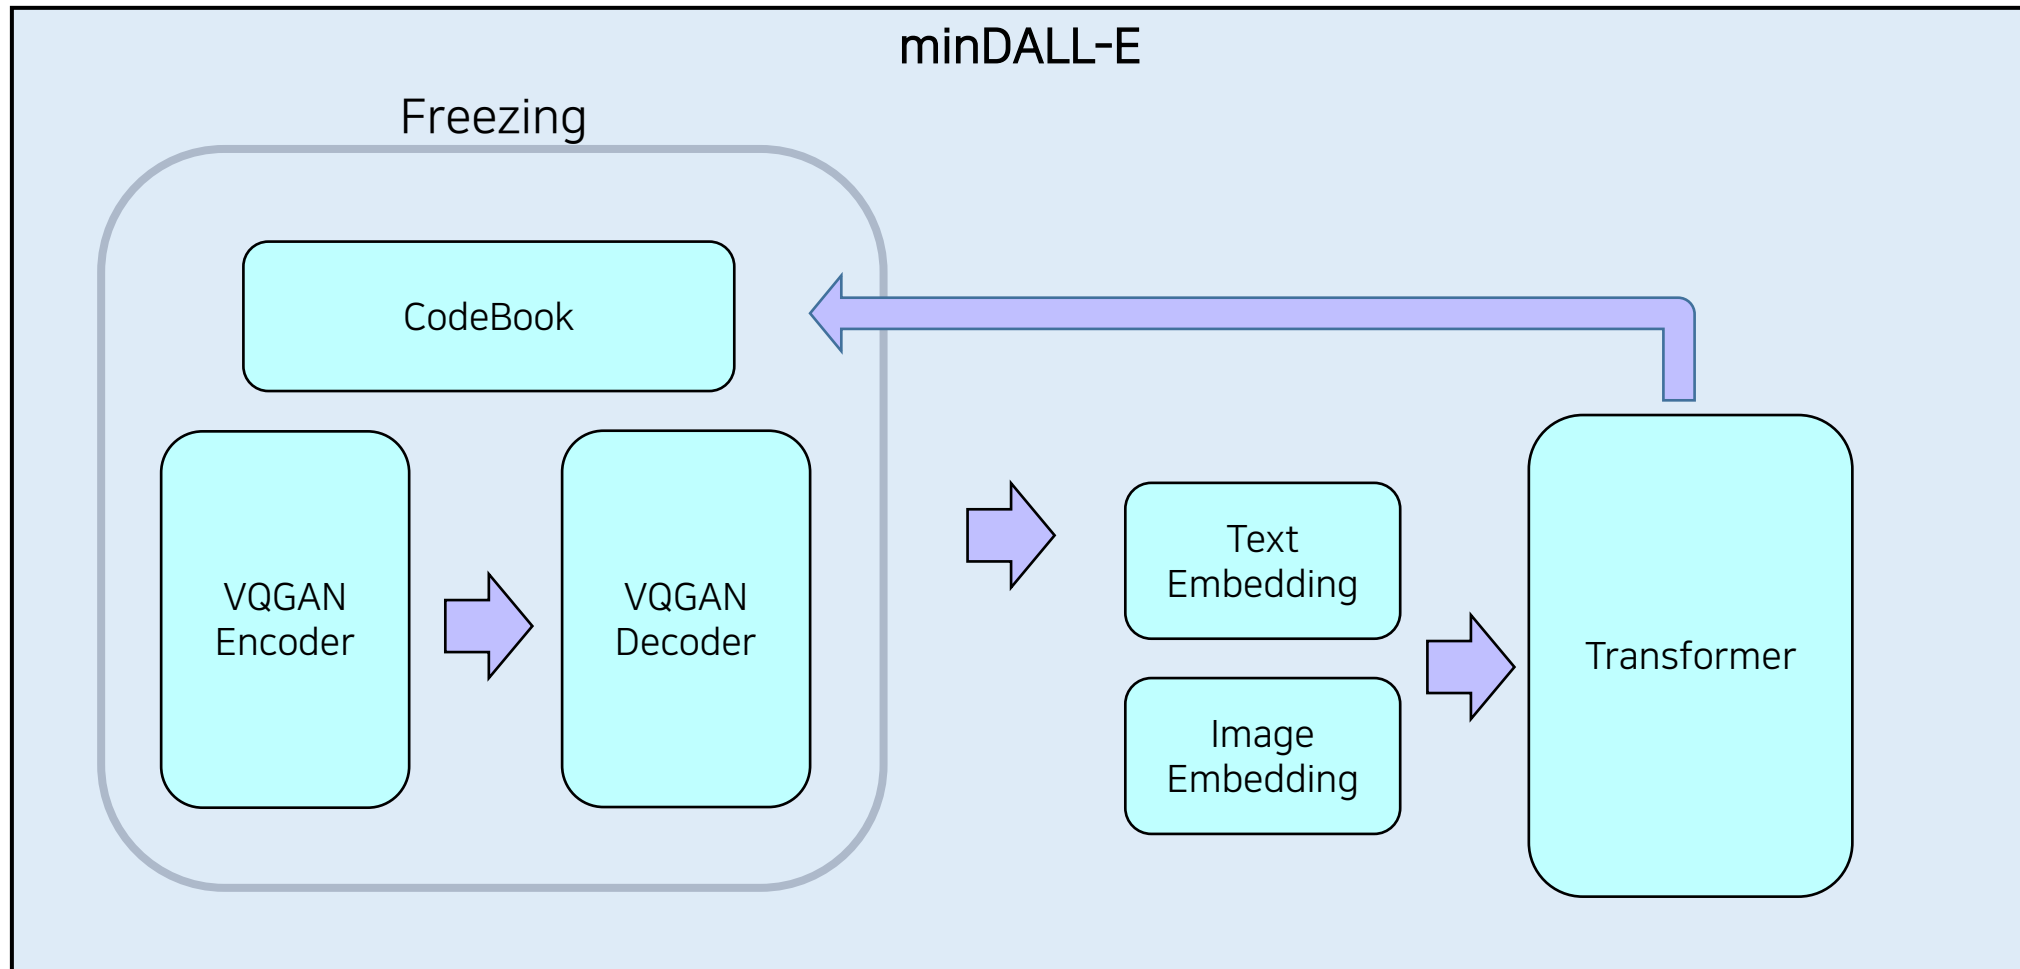 minDALL-E
Freezing
CodeBook
VQGAN
Encoder
VQGAN
Decoder
Text
Embedding
Image
Embedding
Transformer